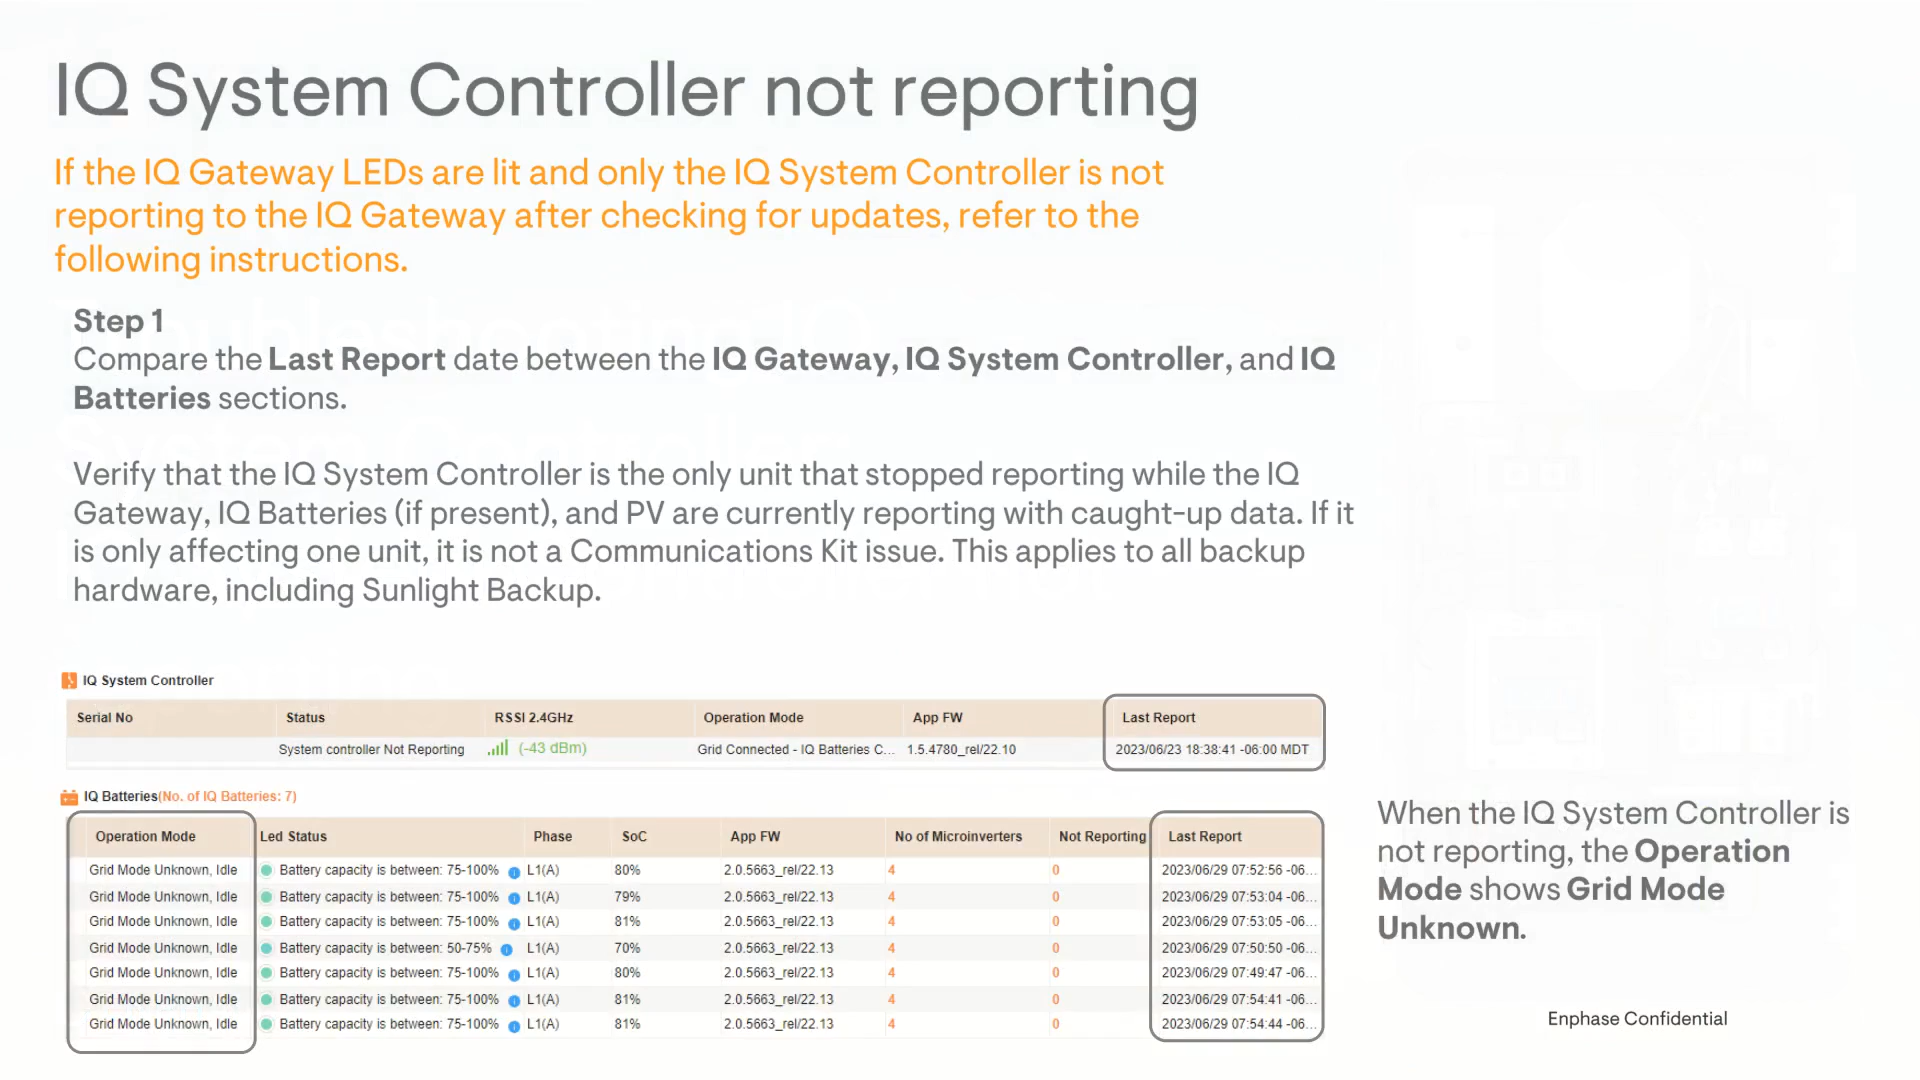 IQ System Controller not reporting
If the IQ Gateway LEDs are lit and only the IQ System Controller is not
reporting to the IQ Gateway after checking for updates, refer to the
following instructions.
Step 1
Compare the Last Report date between the IQ Gateway, IQ System Controller, and IQ
Batteries sections.
Verify that the IQ System Controller is the only unit that stopped reporting while the IQ
Gateway, IQ Batteries (if present), and PV are currently reporting with caught-up data. If it
is only affecting one unit, it is not a Communications Kit issue. This applies to all backup
hardware, including Sunlight Backup.
IQ System Controller
Serial No Status RSSI 2.4GHz Operation Mode App FW Last Report
System controller Not Reporting (-43 dBm) Grid Connected - IQ Batteries C... 1.5.4780_rel/22.10 2023/06/23 18:38:41 -06:00 MDT
IQ Batteries(No. of IQ Batteries: 7)
Operation Mode Led Status Phase SoC App FW No of Microinverters Not Reporting Last Report
Grid Mode Unknown, Idle Battery capacity is between: 75-100% L1(A) 80% 2.0.5663_rel/22.13 4 0 2023/06/29 07:52:56 -06...
Grid Mode Unknown, Idle Battery capacity is between: 75-100% L1(A) 79% 2.0.5663_rel/22.13 4 0 2023/06/29 07:53:04 -06...
Grid Mode Unknown, Idle Battery capacity is between: 75-100% L1(A) 81% 2.0.5663_rel/22.13 4 0 2023/06/29 07:53:05 -06...
Grid Mode Unknown, Idle Battery capacity is between: 50-75% L1(A) 70% 2.0.5663_rel/22.13 4 0 2023/06/29 07:50:50 -06...
Grid Mode Unknown, Idle Battery capacity is between: 75-100% L1(A) 80% 2.0.5663_rel/22.13 4 0 2023/06/29 07:49:47 -06...
Grid Mode Unknown, Idle Battery capacity is between: 75-100% L1(A) 81% 2.0.5663_rel/22.13 4 0 2023/06/29 07:54:41 -06...
Grid Mode Unknown, Idle Battery capacity is between: 75-100% L1(A) 81% 2.0.5663_rel/22.13 4 0 2023/06/29 07:54:44 -06...
When the IQ System Controller is
not reporting, the Operation
Mode shows Grid Mode
Unknown.
Enphase Confidential